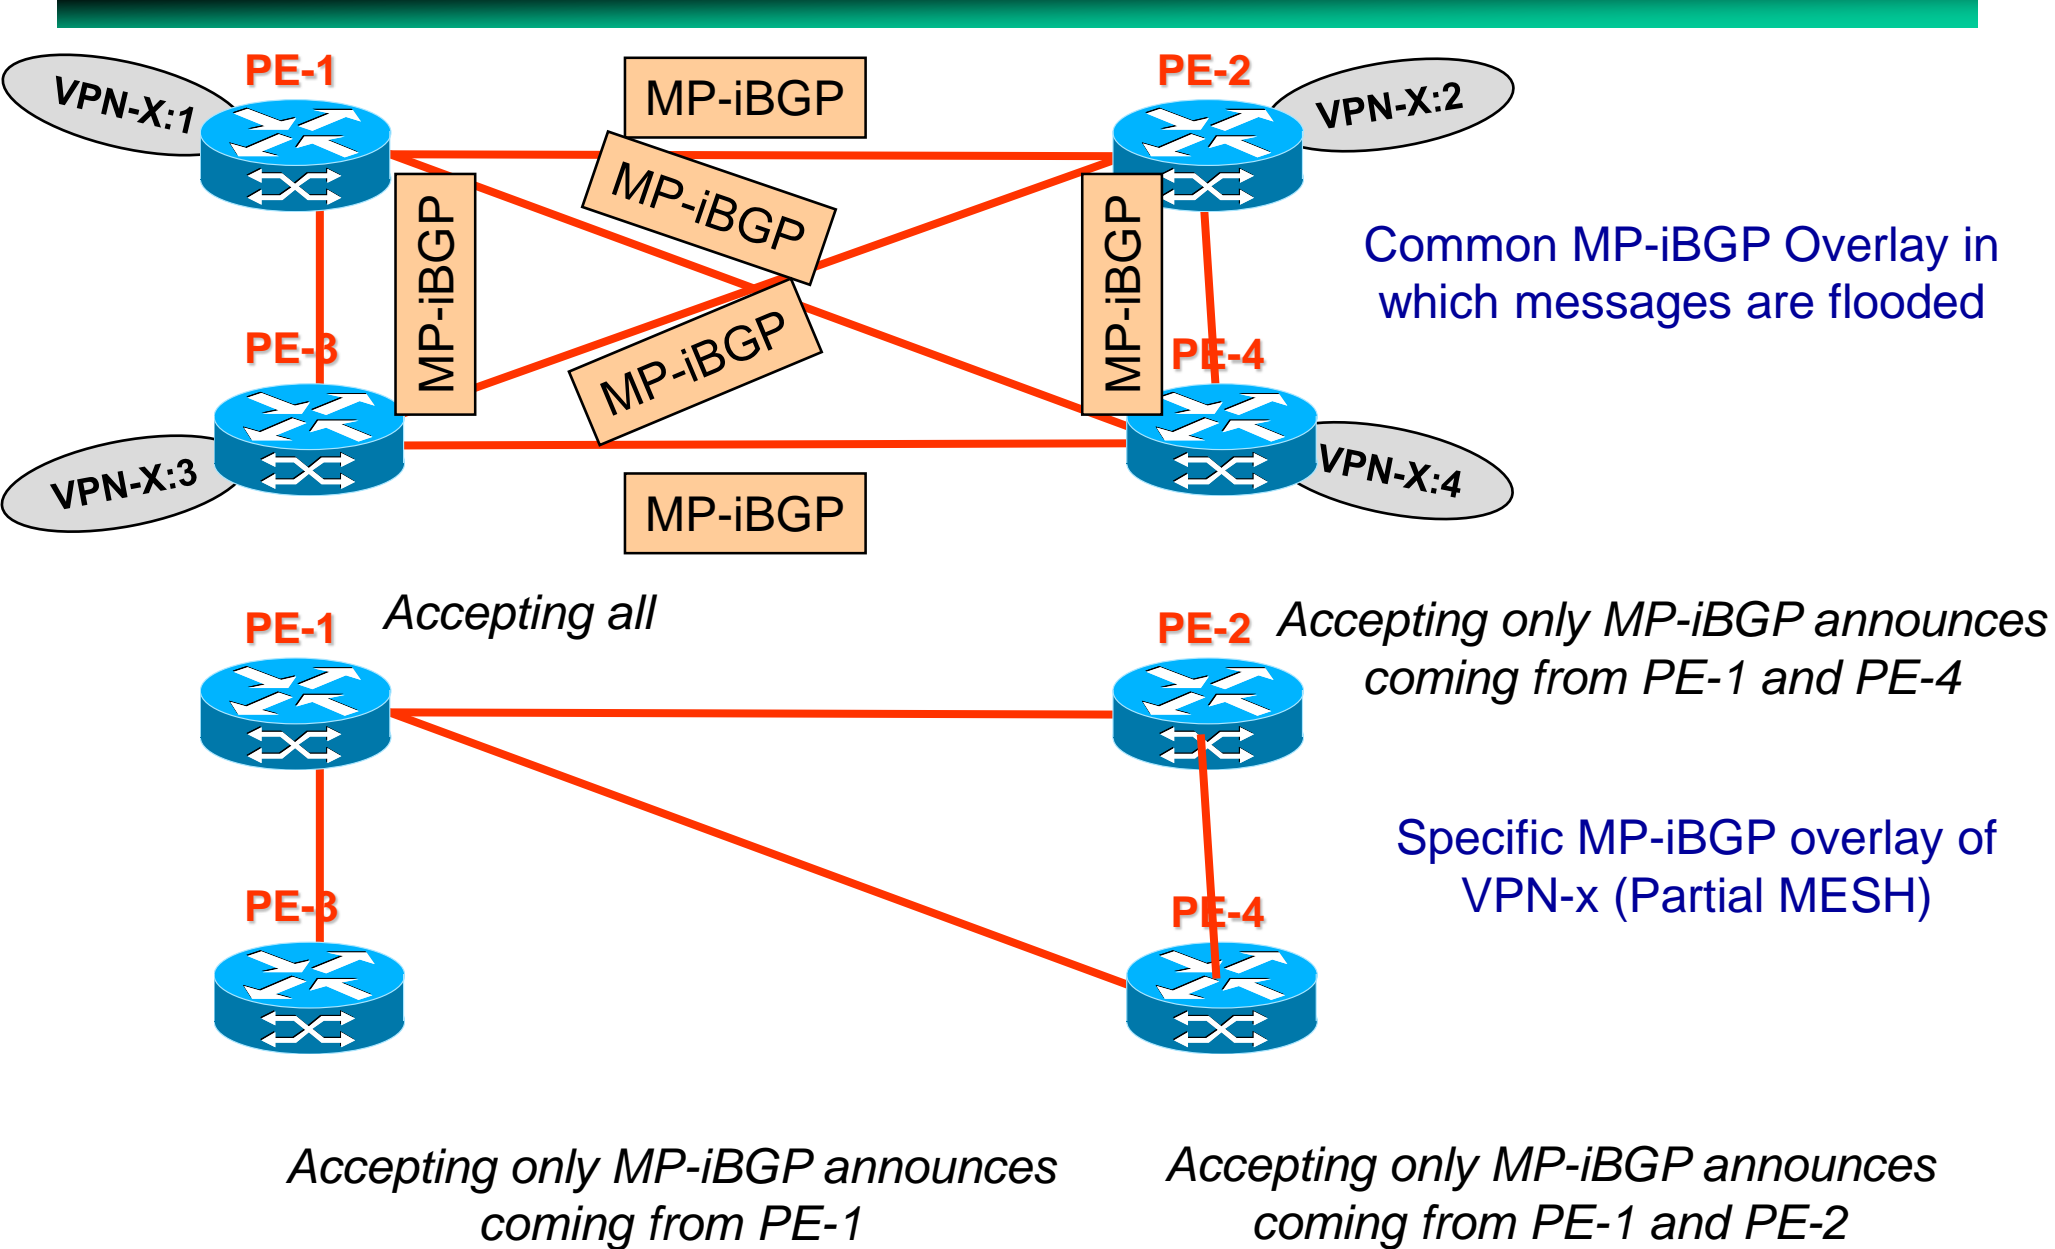 PE-1
MP-iBGP
PE-2
VPN-X:1
VPN-X:2
MP-iBGP
MP-iBGP
MP-iBGP
Common MP-iBGP Overlay in
which messages are flooded
PE-3
MP-iBGP
PE-4
VPN-X:3
VPN-X:4
MP-iBGP
PE-1
Accepting all
PE-2
Accepting only MP-iBGP announces
coming from PE-1 and PE-4
Specific MP-iBGP overlay of
VPN-x (Partial MESH)
PE-3
PE-4
Accepting only MP-iBGP announces
coming from PE-1
Accepting only MP-iBGP announces
coming from PE-1 and PE-2